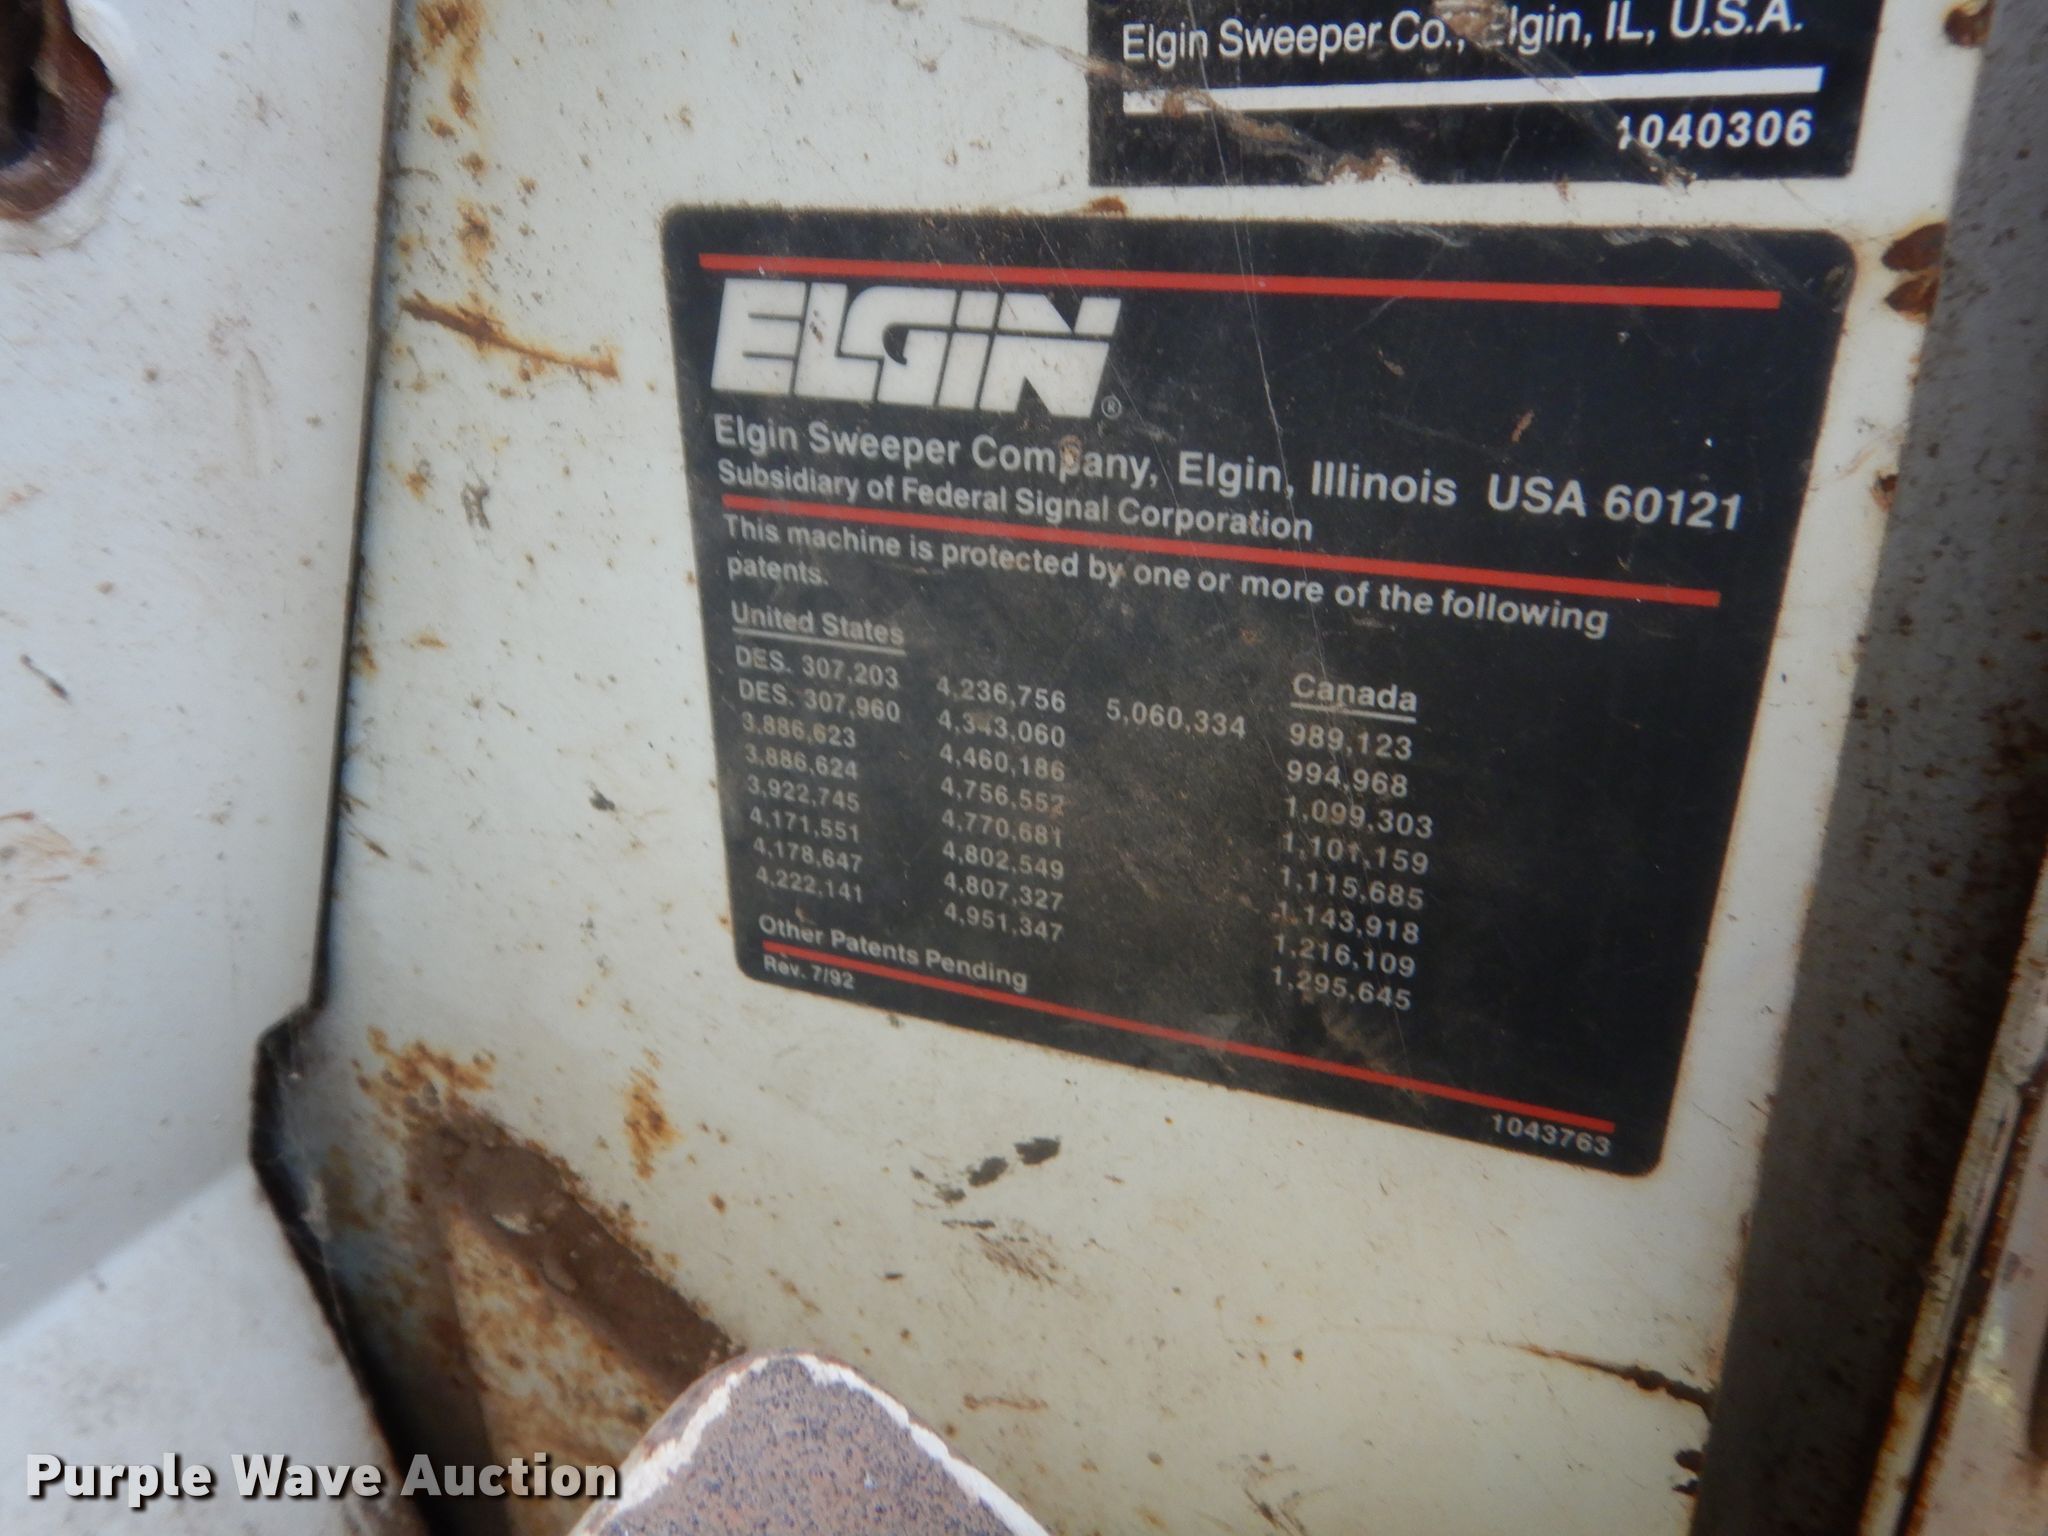 Elgin Sweeper Co., Elgin, IL, U.S.A.
1040306
ELGIN®
Elgin Sweeper Company, Elgin, Illinois USA 60121
Subsidiary of Federal Signal Corporation
This machine is protected by one or more of the following
patents.
United States
DES. 307,203
DES. 307,960
3,886,623
3,886,624
3,922,745
4,171,551
4,178,647
4,222,141
4,236,756
4,343,060
4,460,186
4,756,552
4,770,681
4,802,549
4,807,327
4,951,347
5,060,334
Canada
989,123
994,968
1,099,303
1,101,159
1,115,685
1,143,918
1,216,109
1,295,645
Other Patents Pending
Rev. 7/92
1043763
Purple Wave Auction